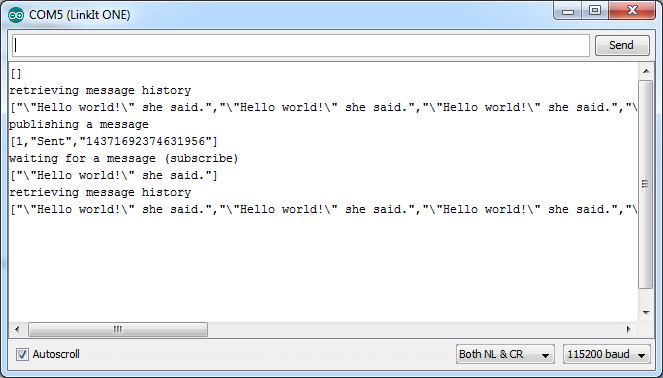 COM5 (LinkIt ONE)
Send
[]
retrieving message history
["\"Hello world!\" she said.","\"Hello world!\" she said.","\"Hello world!\" she said.","\
publishing a message
[1,"Sent","14371692374631956"]
waiting for a message (subscribe)
["\"Hello world!\" she said."]
retrieving message history
["\"Hello world!\" she said.","\"Hello world!\" she said.","\"Hello world!\" she said.","\
Autoscroll
Both NL & CR
115200 baud